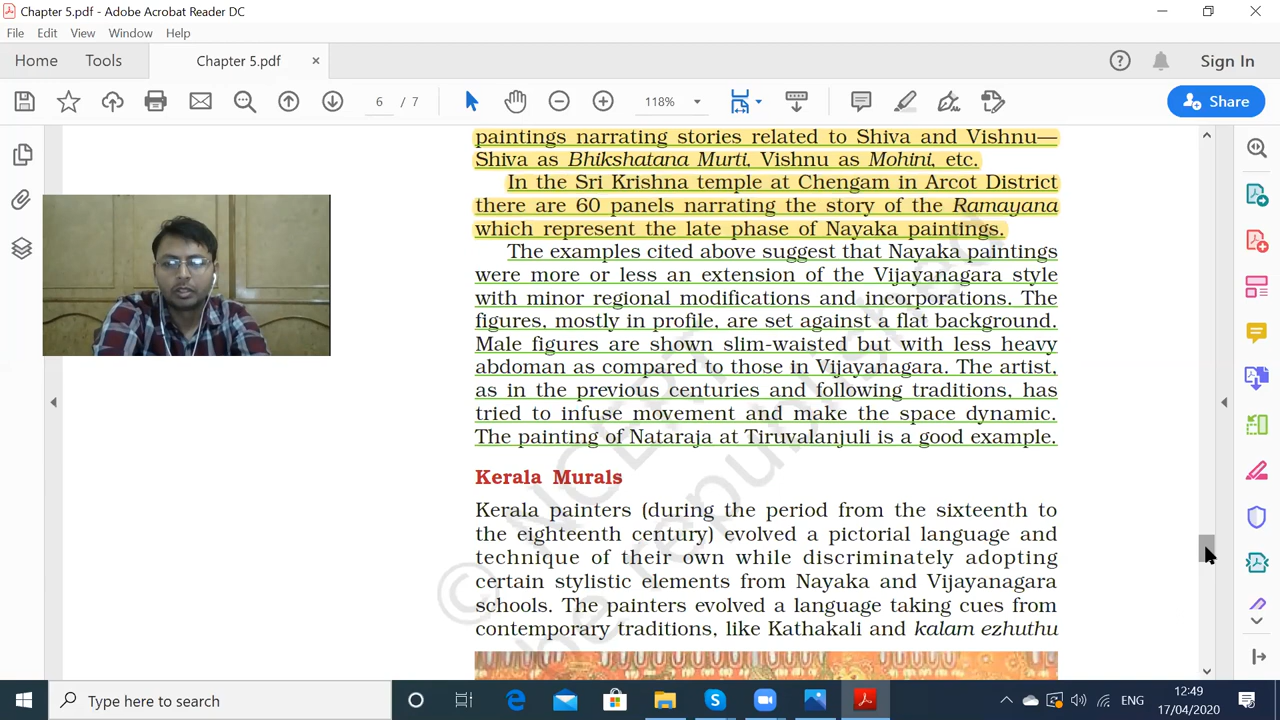 Chapter 5.pdf - Adobe Acrobat Reader DC
File Edit View Window Help
Home Tools Chapter 5.pdf × Sign In
6 / 7 118% Share
paintings narrating stories related to Shiva and Vishnu—
Shiva as Bhikshatana Murti, Vishnu as Mohini, etc.
In the Sri Krishna temple at Chengam in Arcot District
there are 60 panels narrating the story of the Ramayana
which represent the late phase of Nayaka paintings.
The examples cited above suggest that Nayaka paintings
were more or less an extension of the Vijayanagara style
with minor regional modifications and incorporations. The
figures, mostly in profile, are set against a flat background.
Male figures are shown slim-waisted but with less heavy
abdoman as compared to those in Vijayanagara. The artist,
as in the previous centuries and following traditions, has
tried to infuse movement and make the space dynamic.
The painting of Nataraja at Tiruvalanjuli is a good example.
Kerala Murals
Kerala painters (during the period from the sixteenth to
the eighteenth century) evolved a pictorial language and
technique of their own while discriminately adopting
certain stylistic elements from Nayaka and Vijayanagara
schools. The painters evolved a language taking cues from
contemporary traditions, like Kathakali and kalam ezhuthu
© NCERT
be republished
Type here to search
ENG
12:49
17/04/2020